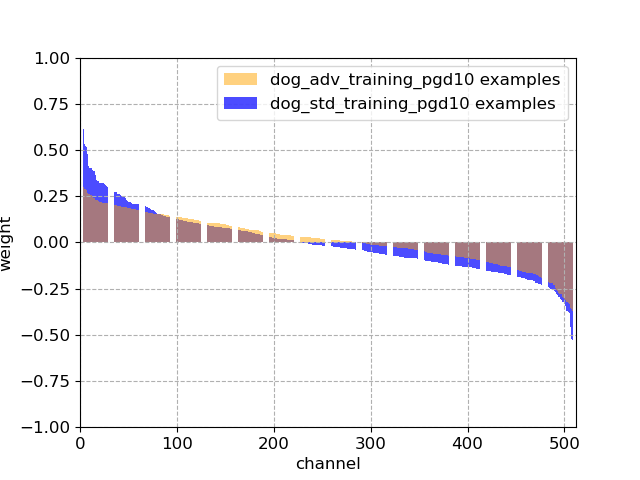 1.00
0.75
0.50
0.25
0.00
−0.25
−0.50
−0.75
−1.00
weight
dog_adv_training_pgd10 examples
dog_std_training_pgd10 examples
0 100 200 300 400 500
channel